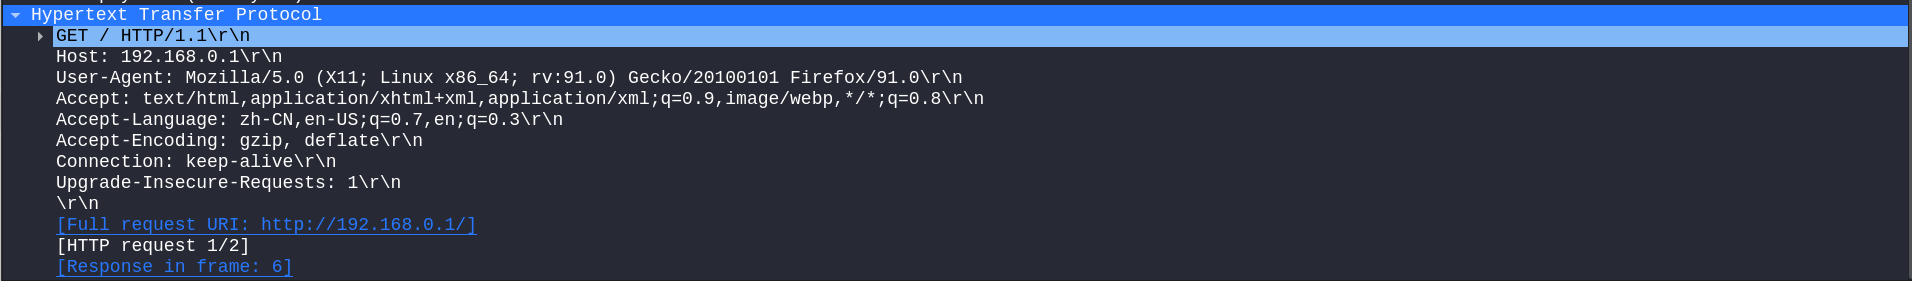 Hypertext Transfer Protocol
GET / HTTP/1.1\r\n
Host: 192.168.0.1\r\n
User-Agent: Mozilla/5.0 (X11; Linux x86_64; rv:91.0) Gecko/20100101 Firefox/91.0\r\n
Accept: text/html,application/xhtml+xml,application/xml;q=0.9,image/webp,*/*;q=0.8\r\n
Accept-Language: zh-CN,en-US;q=0.7,en;q=0.3\r\n
Accept-Encoding: gzip, deflate\r\n
Connection: keep-alive\r\n
Upgrade-Insecure-Requests: 1\r\n
\r\n
[Full request URI: http://192.168.0.1/]
[HTTP request 1/2]
[Response in frame: 6]